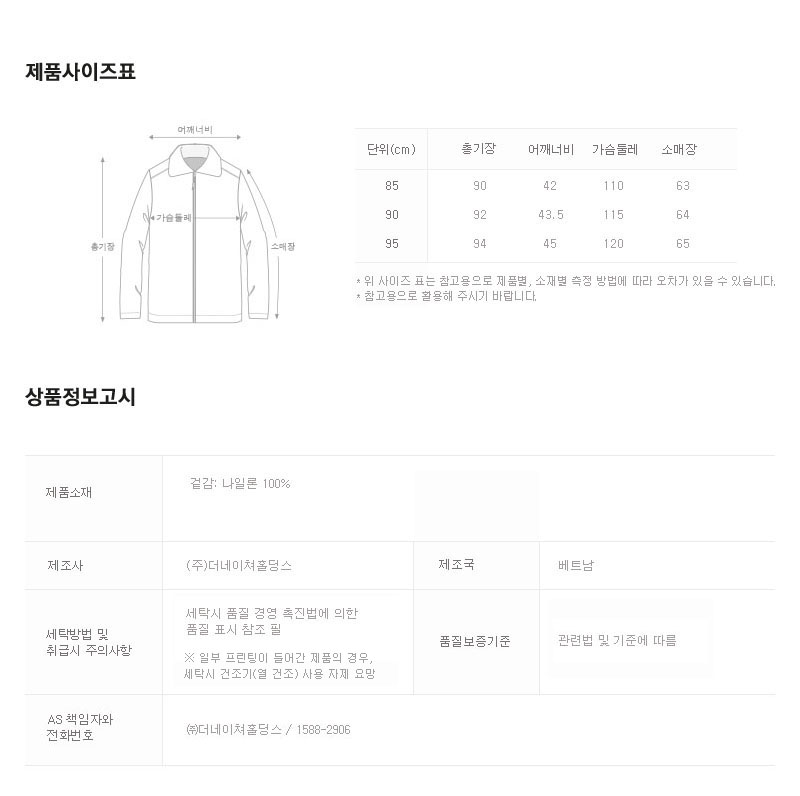 제품사이즈표
어깨너비
가슴둘레
총기장
소매장
단위(cm) 총기장 어깨너비 가슴둘레 소매장
85 90 42 110 63
90 92 43.5 115 64
95 94 45 120 65
* 위 사이즈 표는 참고용으로 제품별, 소재별 측정 방법에 따라 오차가 있을 수 있습니다.
* 참고용으로 활용해 주시기 바랍니다.
상품정보고시
제품소재 겉감: 나일론 100%
제조사 (주)더네이쳐홀딩스 제조국 베트남
세탁방법 및
취급시 주의사항
세탁시 품질 경영 촉진법에 의한
품질 표시 참조 필
※ 일부 프린팅이 들어간 제품의 경우,
세탁시 건조기(열 건조) 사용 자제 요망
품질보증기준 관련법 및 기준에 따름
AS 책임자와
전화번호
㈜더네이쳐홀딩스 / 1588-2906